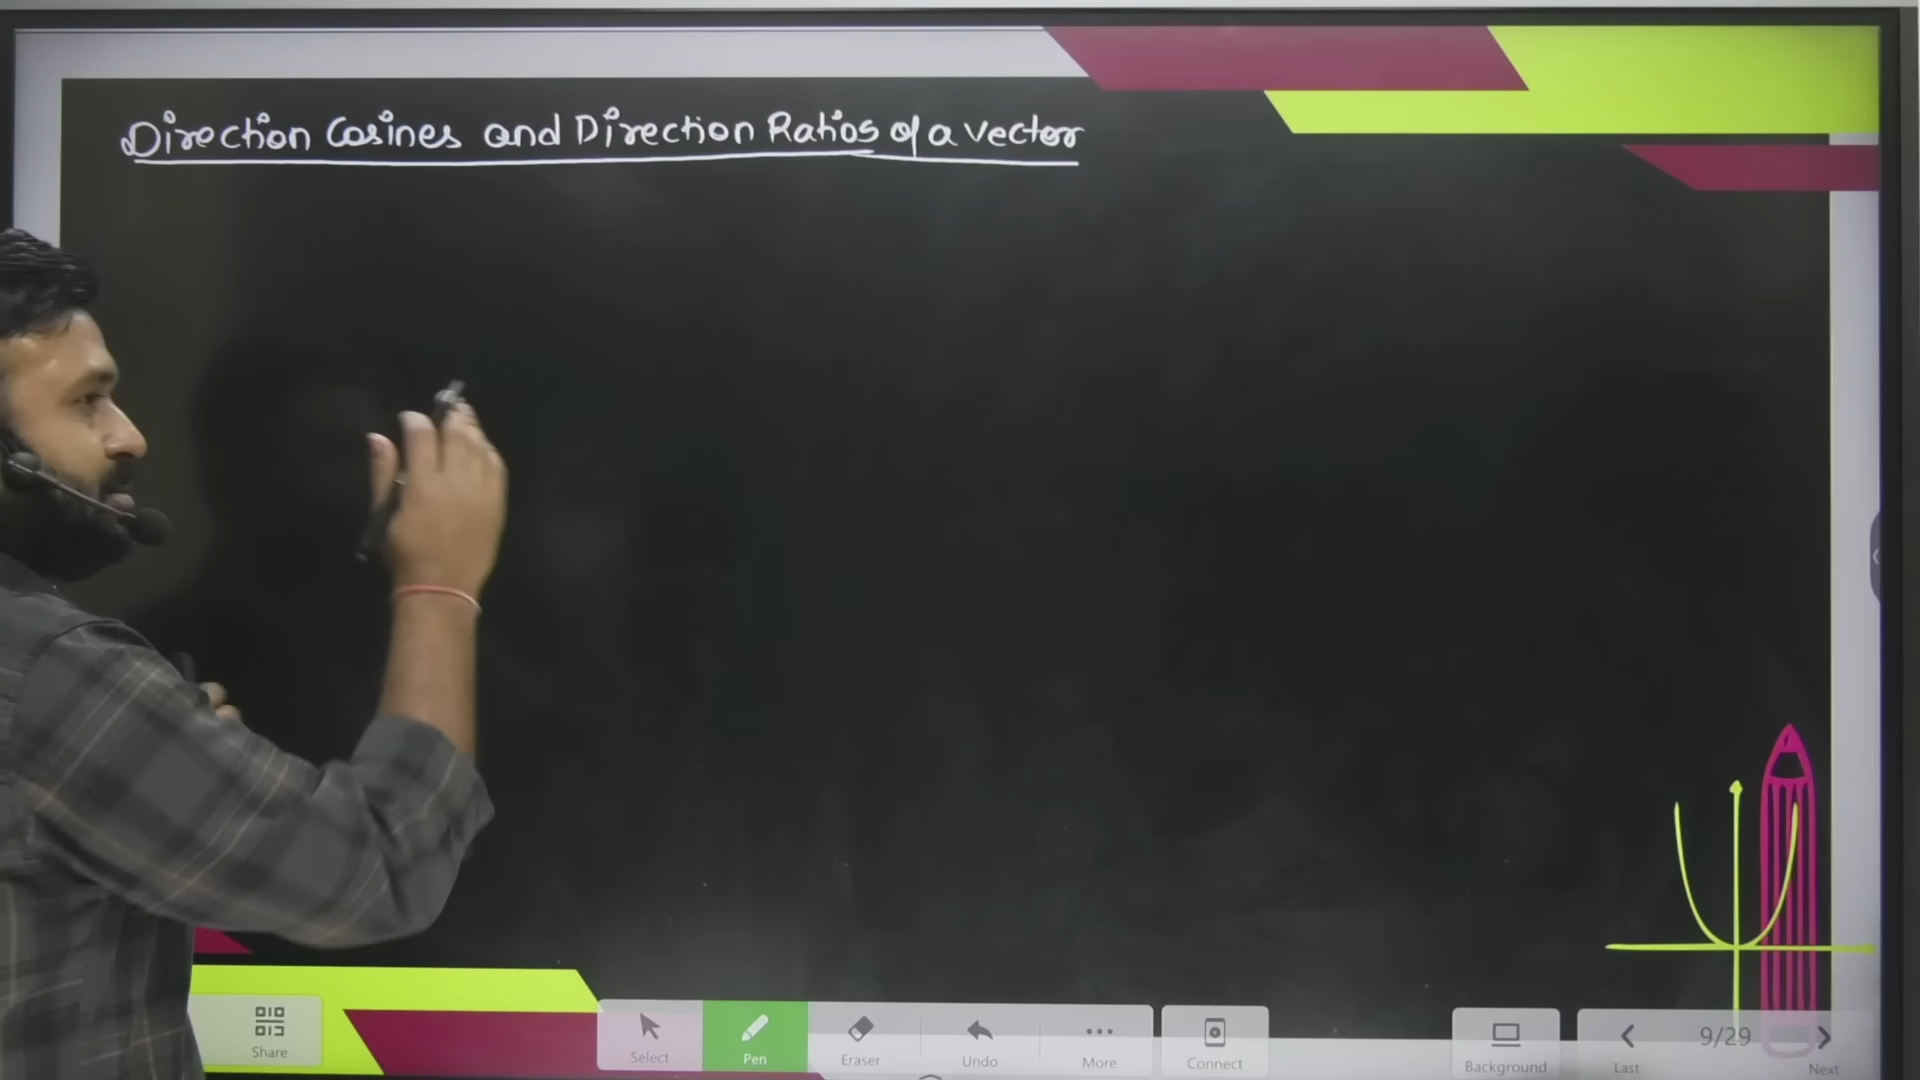 Direction Cosines and Direction Ratios of a vector
Share
Select
Pen
Eraser
Undo
More
Connect
Background
Last
9/29
Next